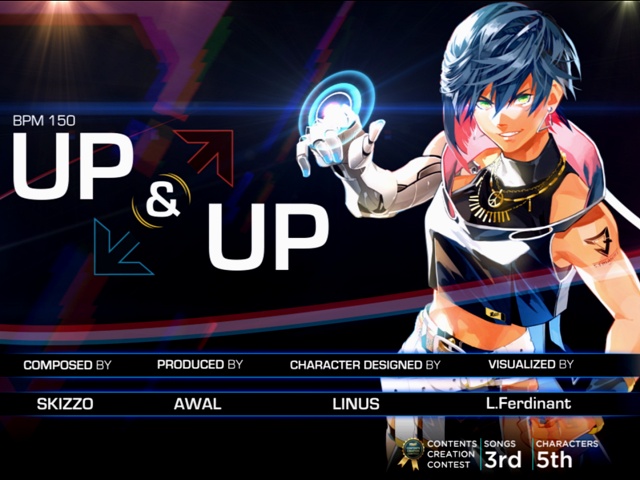 BPM 150
UP
&
UP
COMPOSED BY
PRODUCED BY
CHARACTER DESIGNED BY
VISUALIZED BY
SKIZZO
AWAL
LINUS
L.Ferdinant
CONTENTS
CREATION
CONTEST
SONGS
3rd
CHARACTERS
5th